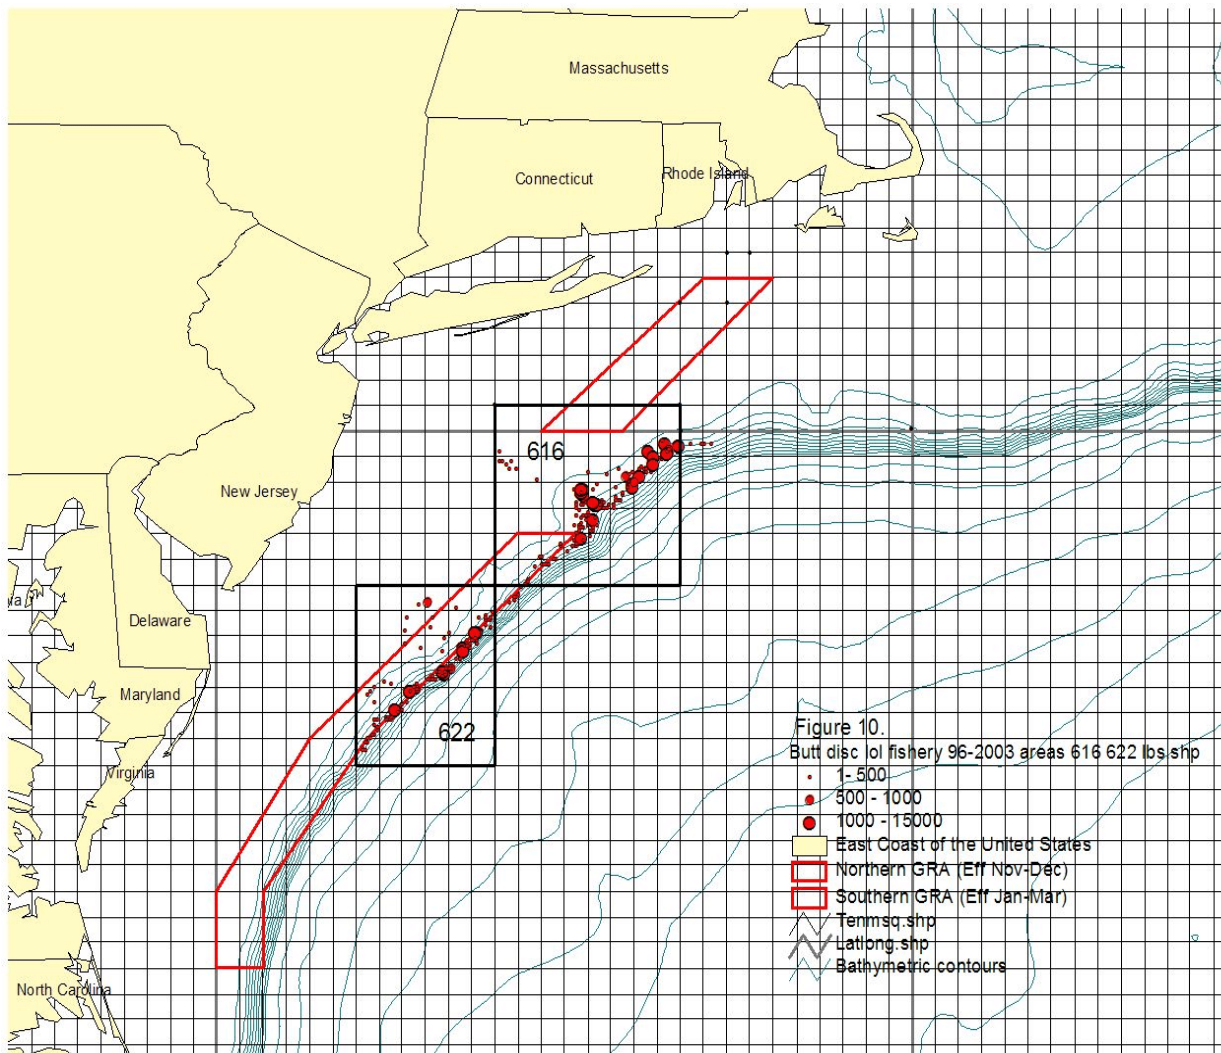 Massachusetts
Connecticut
Rhode Island
616
New Jersey
va
Delaware
Maryland
622
Virginia
North Carolina
Figure 10.
Butt disc lol fishery 96-2003 areas 616 622 lbs.shp
1- 500
500 - 1000
1000 - 15000
East Coast of the United States
Northern GRA (Eff Nov-Dec)
Southern GRA (Eff Jan-Mar)
Tenmsq.shp
Latlong.shp
Bathymetric contours